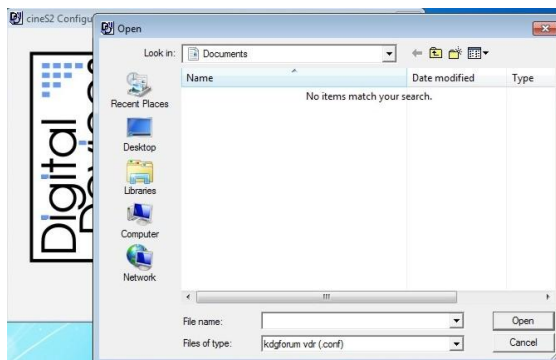 cineS2 Configu
Open
Look in:
Documents
Name
Date modified
Type
No items match your search.
Recent Places
Desktop
Libraries
Computer
Network
File name:
Open
Files of type:
kdgforum vdr (.conf)
Cancel
Digital
Devices